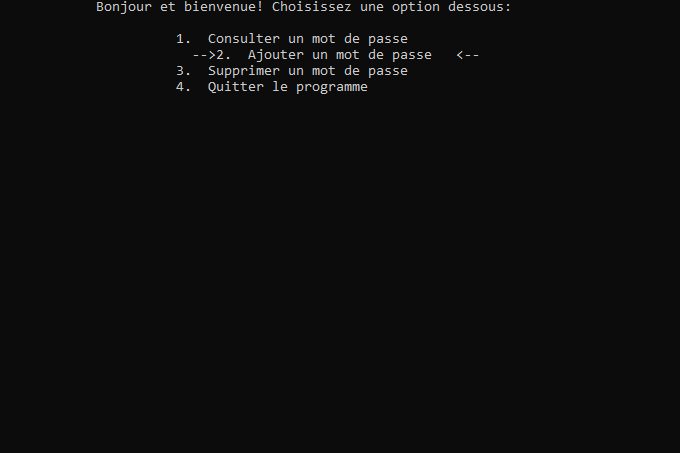 Bonjour et bienvenue! Choisissez une option dessous:
1.  Consulter un mot de passe
-->2.  Ajouter un mot de passe   <--
3.  Supprimer un mot de passe
4.  Quitter le programme